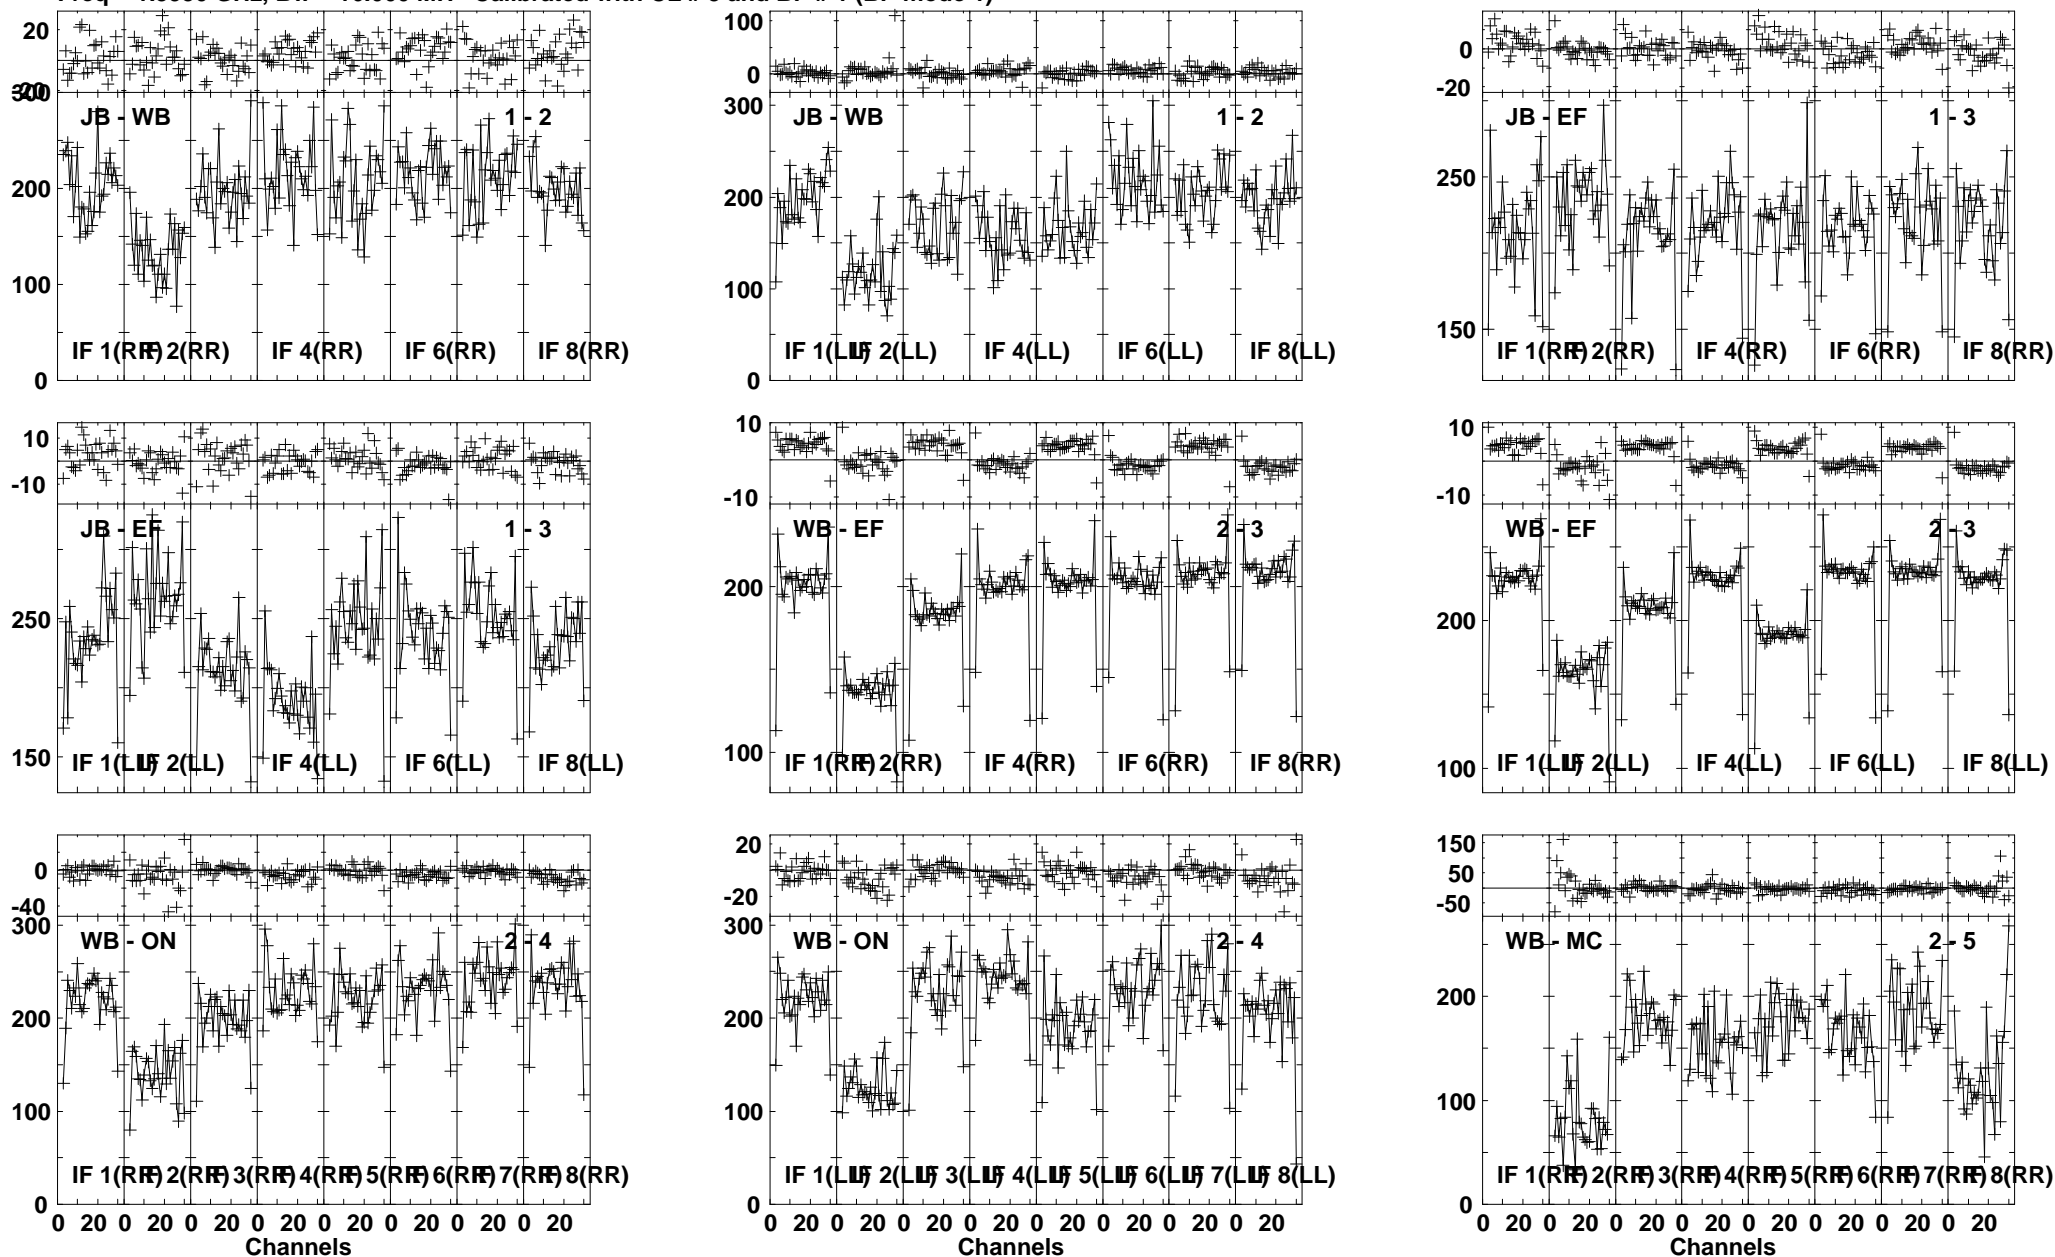 20
-20
300
200
100
0
JB - WB
1 - 2
IF 1(RR)
IF 2(RR)
IF 4(RR)
IF 6(RR)
IF 8(RR)
100
0
300
200
100
0
JB - WB
1 - 2
IF 1(LL)
IF 2(LL)
IF 4(LL)
IF 6(LL)
IF 8(LL)
0
-20
250
150
JB - EF
1 - 3
IF 1(RR)
IF 2(RR)
IF 4(RR)
IF 6(RR)
IF 8(RR)
10
-10
250
150
JB - EF
1 - 3
IF 1(LL)
IF 2(LL)
IF 4(LL)
IF 6(LL)
IF 8(LL)
10
-10
200
100
WB - EF
2 - 3
IF 1(RR)
IF 2(RR)
IF 4(RR)
IF 6(RR)
IF 8(RR)
10
-10
200
100
WB - EF
2 - 3
IF 1(LL)
IF 2(LL)
IF 4(LL)
IF 6(LL)
IF 8(LL)
0
-40
300
200
100
0
WB - ON
2 - 4
IF 1(RR)
IF 2(RR)
IF 3(RR)
IF 4(RR)
IF 5(RR)
IF 6(RR)
IF 7(RR)
IF 8(RR)
0 20 0 20 0 20 0 20 0 20 0 20 0 20 0 20
Channels
20
-20
300
200
100
0
WB - ON
2 - 4
IF 1(LL)
IF 2(LL)
IF 3(LL)
IF 4(LL)
IF 5(LL)
IF 6(LL)
IF 7(LL)
IF 8(LL)
0 20 0 20 0 20 0 20 0 20 0 20 0 20 0 20
Channels
150
50
-50
200
100
0
WB - MC
2 - 5
IF 1(RR)
IF 2(RR)
IF 3(RR)
IF 4(RR)
IF 5(RR)
IF 6(RR)
IF 7(RR)
IF 8(RR)
0 20 0 20 0 20 0 20 0 20 0 20 0 20 0 20
Channels